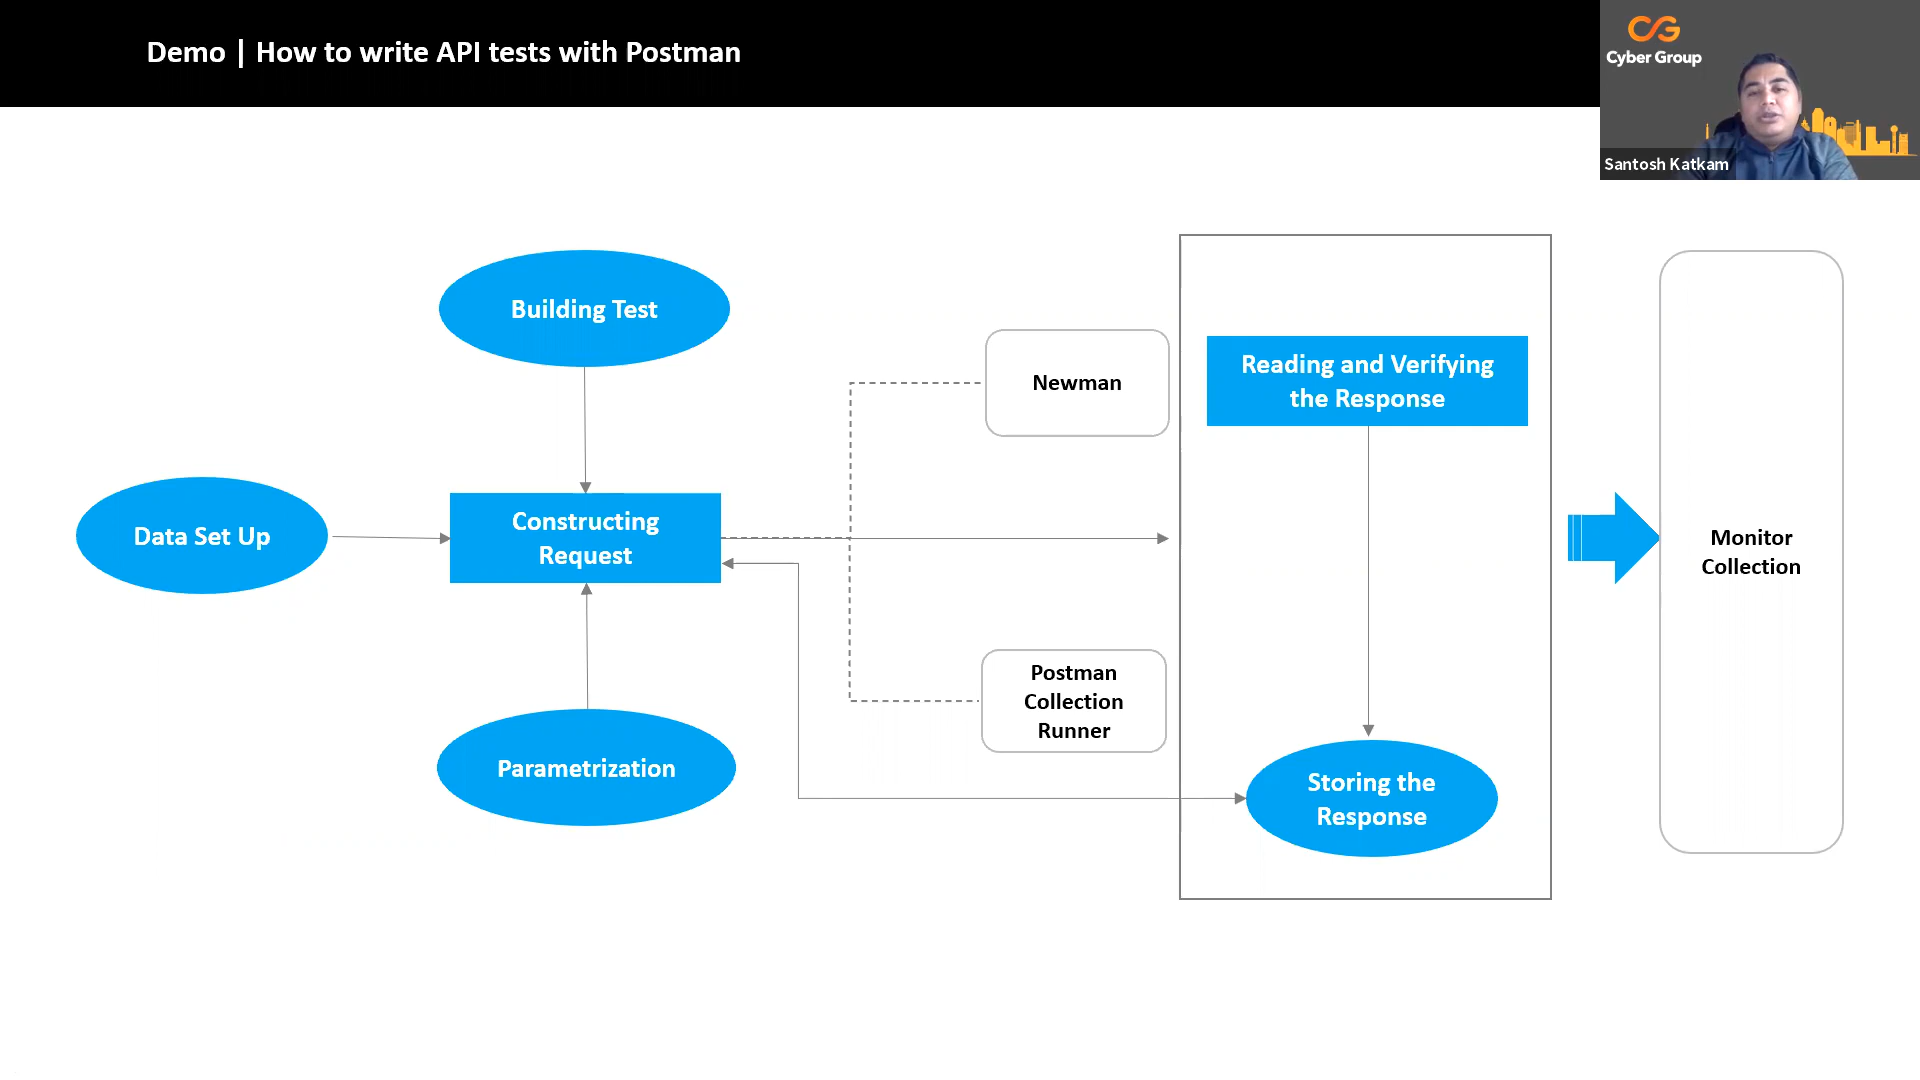 Demo | How to write API tests with Postman
Cyber Group
Santosh Katkam
Building Test
Newman
Reading and Verifying
the Response
Data Set Up
Constructing
Request
Monitor
Collection
Postman
Collection
Runner
Parametrization
Storing the
Response